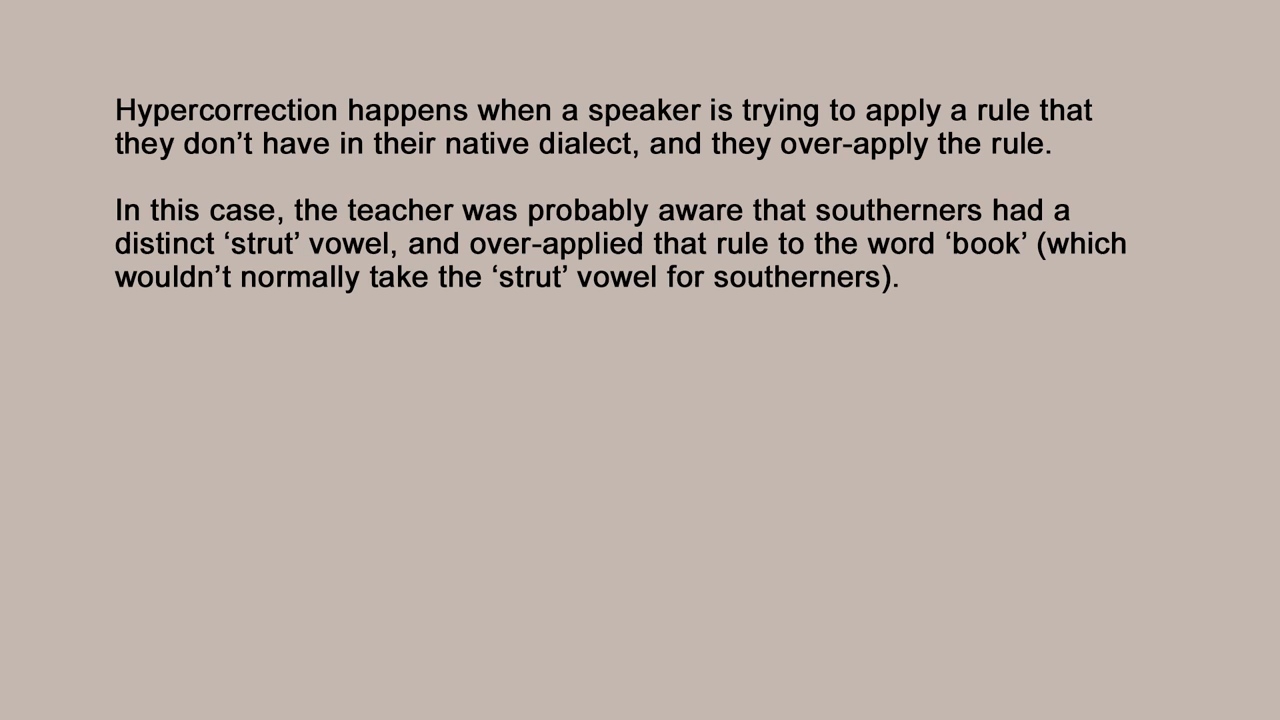 Hypercorrection happens when a speaker is trying to apply a rule that
they don’t have in their native dialect, and they over-apply the rule.
In this case, the teacher was probably aware that southerners had a
distinct ‘strut’ vowel, and over-applied that rule to the word ‘book’ (which
wouldn’t normally take the ‘strut’ vowel for southerners).